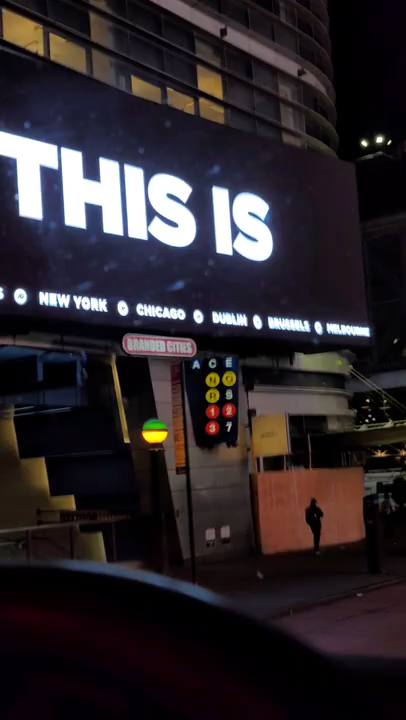 THIS IS
NEW YORK CHICAGO DUBLIN BRUSSELS MELBOURNE
BRANDED CITIES
A C E
N Q
R S
1 2
3 7